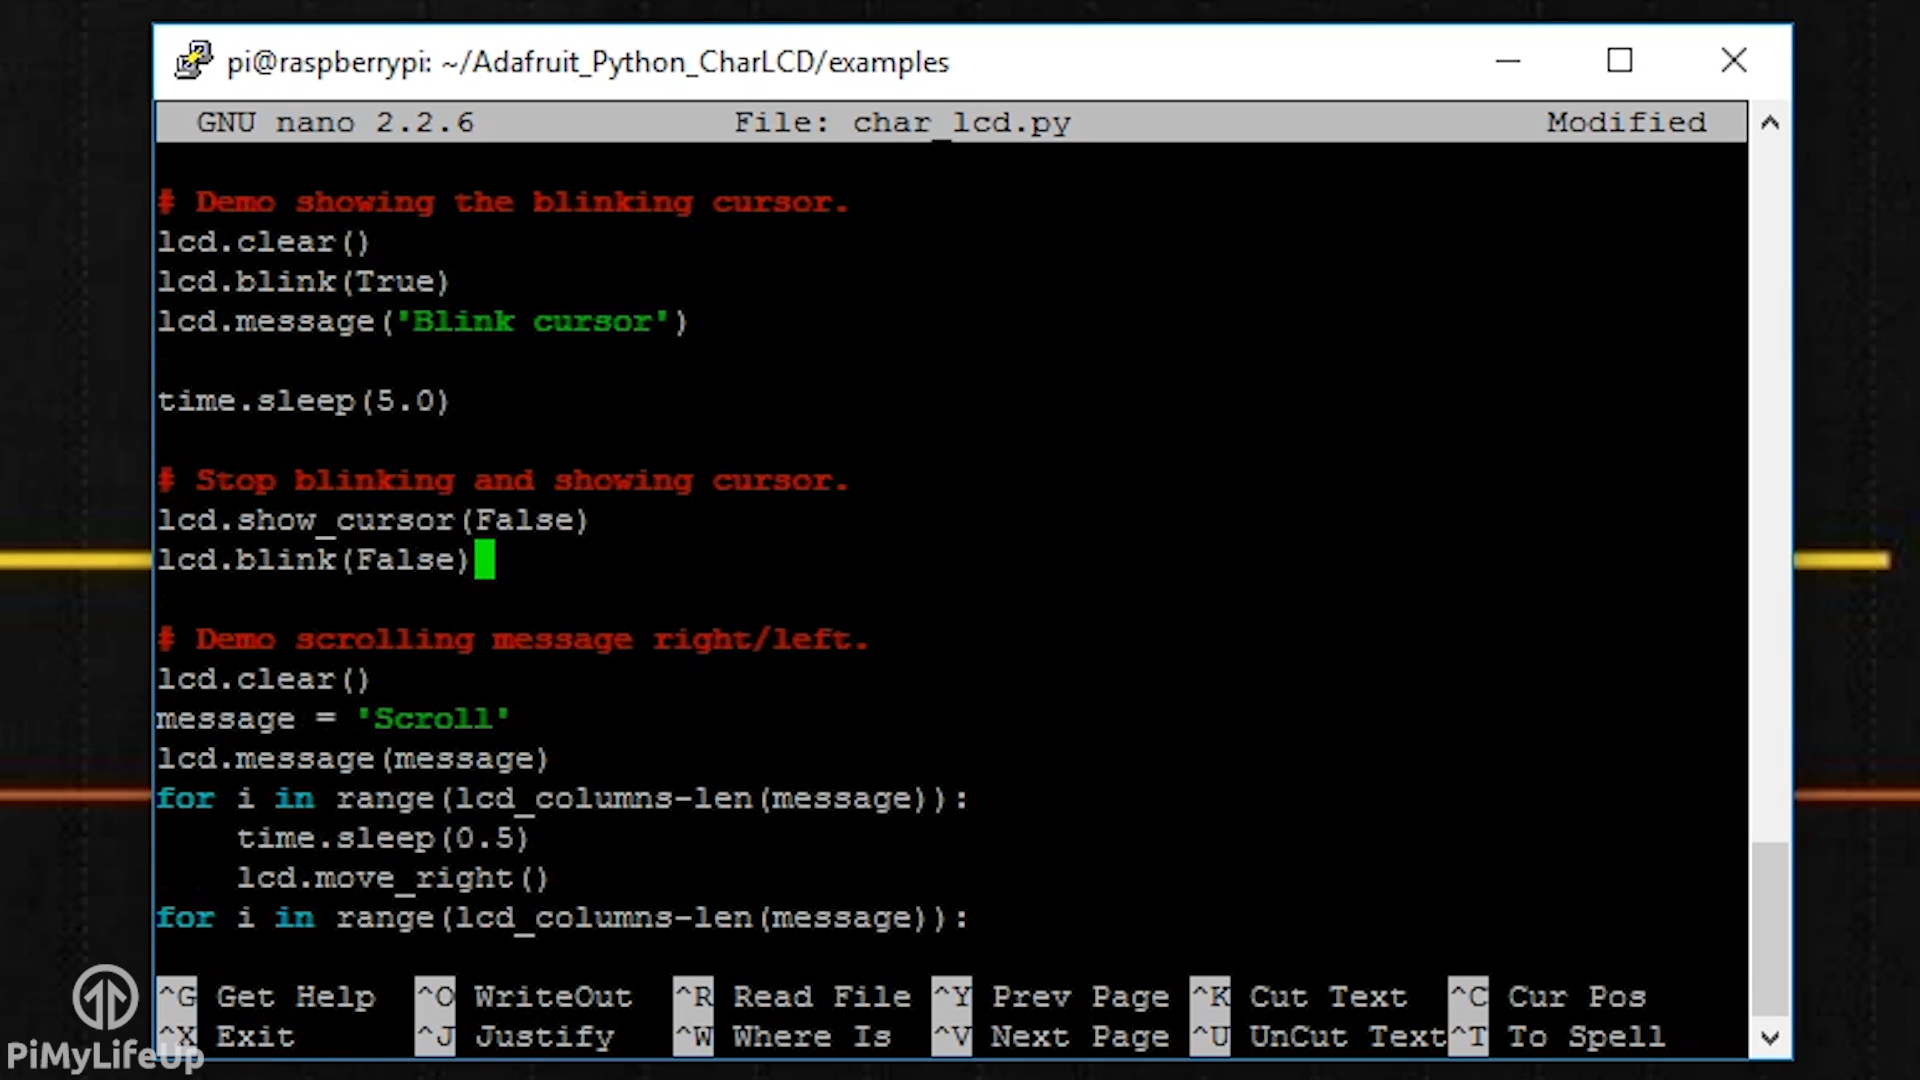 pi@raspberrypi: ~/Adafruit_Python_CharLCD/examples
GNU nano 2.2.6 File: char_lcd.py Modified
# Demo showing the blinking cursor.
lcd.clear()
lcd.blink(True)
lcd.message('Blink cursor')
time.sleep(5.0)
# Stop blinking and showing cursor.
lcd.show_cursor(False)
lcd.blink(False)
# Demo scrolling message right/left.
lcd.clear()
message = 'Scroll'
lcd.message(message)
for i in range(lcd_columns-len(message)):
    time.sleep(0.5)
    lcd.move_right()
for i in range(lcd_columns-len(message)):
^G Get Help ^O WriteOut ^R Read File ^Y Prev Page ^K Cut Text ^C Cur Pos
^X Exit ^J Justify ^W Where Is ^V Next Page ^U UnCut Text ^T To Spell
PiMyLifeUp